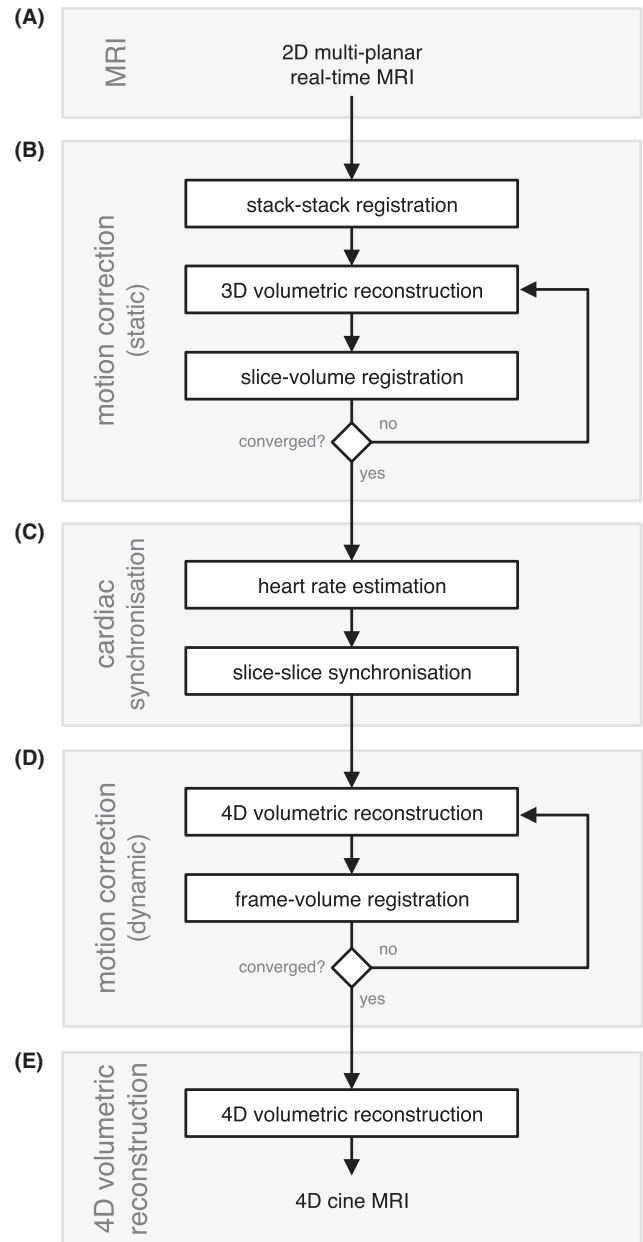 (A)
MRI
2D multi-planar
real-time MRI
(B)
motion correction
(static)
stack-stack registration
3D volumetric reconstruction
slice-volume registration
converged?
no
yes
(C)
cardiac
synchronisation
heart rate estimation
slice-slice synchronisation
(D)
motion correction
(dynamic)
4D volumetric reconstruction
frame-volume registration
converged?
no
yes
(E)
4D volumetric
reconstruction
4D volumetric reconstruction
4D cine MRI